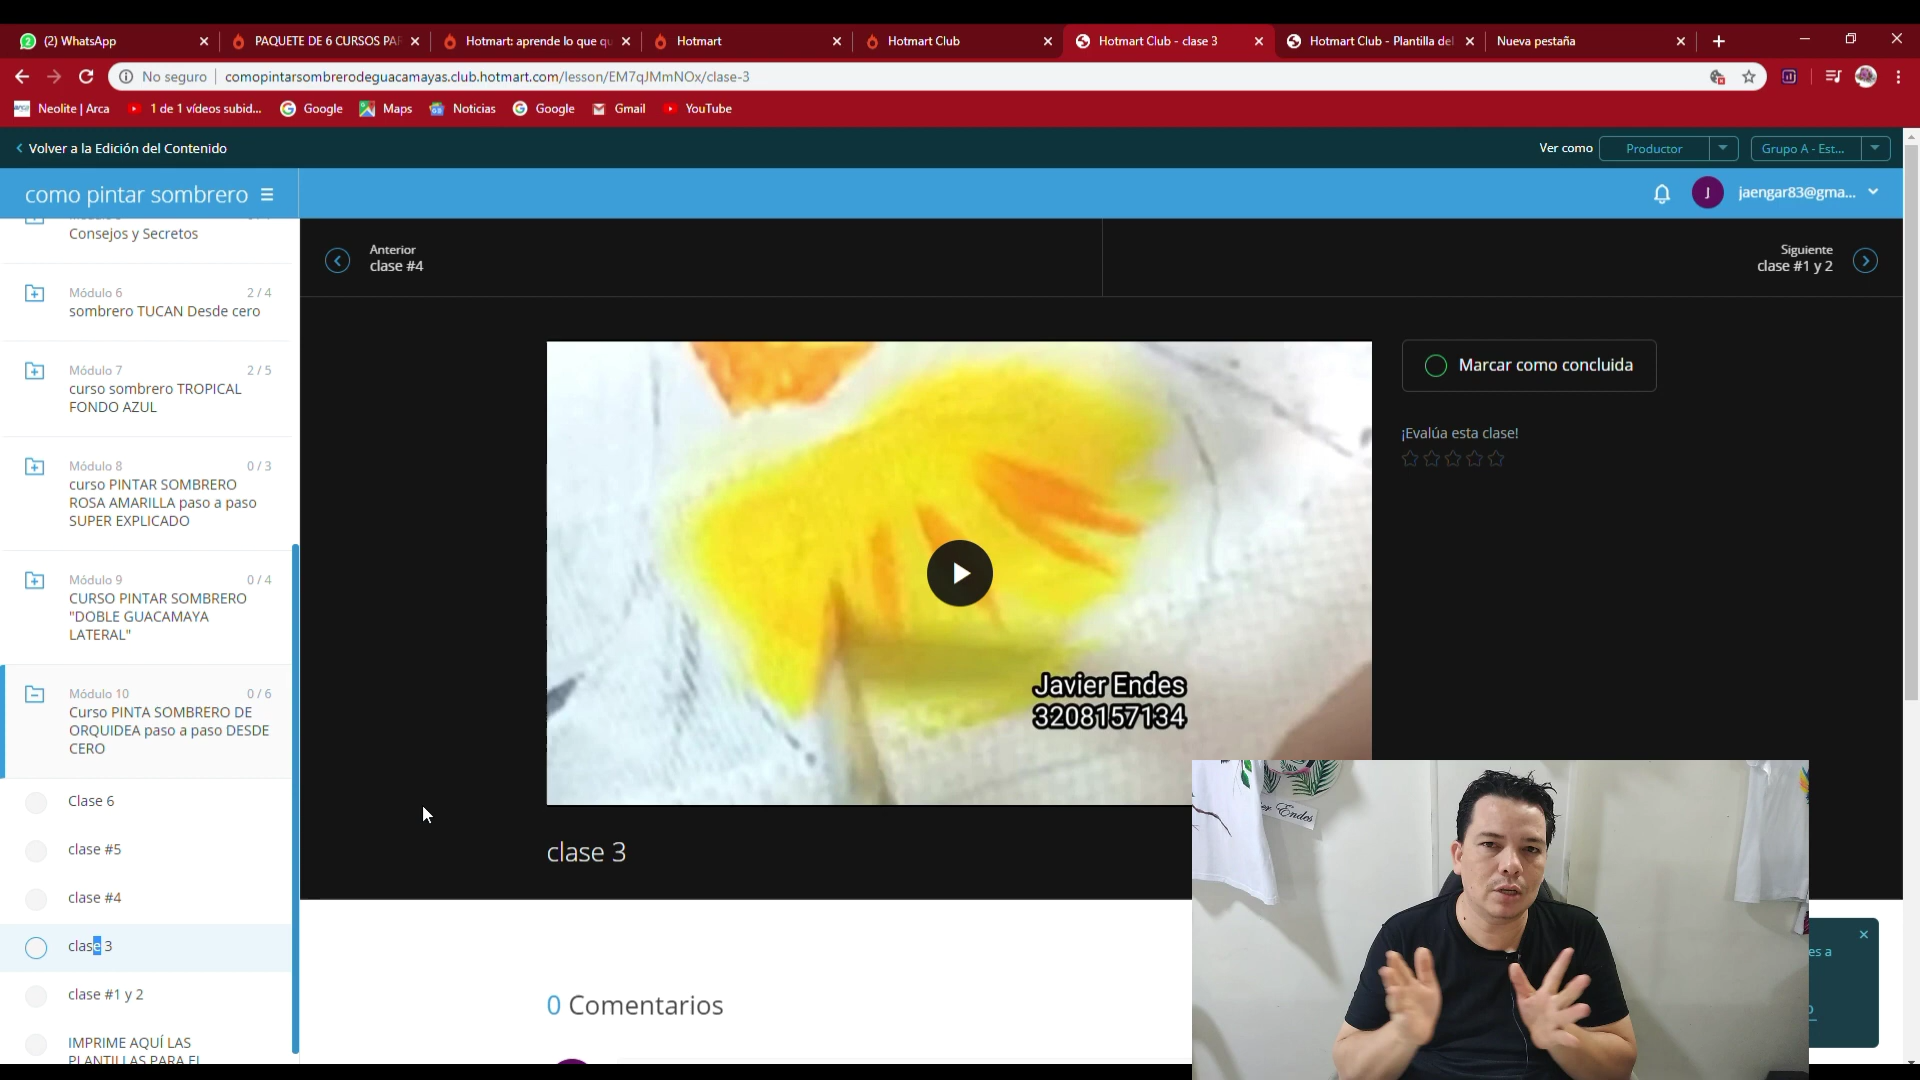 (2) WhatsApp
PAQUETE DE 6 CURSOS PAR
Hotmart: aprende lo que qu
Hotmart
Hotmart Club
Hotmart Club - clase 3
Hotmart Club - Plantilla del
Nueva pestaña
No seguro
comopintarsombrerodeguacamayas.club.hotmart.com/lesson/EM7qJMmNOx/clase-3
Neolite | Arca
1 de 1 vídeos subid...
Google
Maps
Noticias
Google
Gmail
YouTube
Volver a la Edición del Contenido
Ver como
Productor
Grupo A - Est...
como pintar sombrero
J
jaengar83@gma...
Consejos y Secretos
Módulo 6
2 / 4
sombrero TUCAN Desde cero
Módulo 7
2 / 5
curso sombrero TROPICAL
FONDO AZUL
Módulo 8
0 / 3
curso PINTAR SOMBRERO
ROSA AMARILLA paso a paso
SUPER EXPLICADO
Módulo 9
0 / 4
CURSO PINTAR SOMBRERO
"DOBLE GUACAMAYA
LATERAL"
Módulo 10
0 / 6
Curso PINTA SOMBRERO DE
ORQUIDEA paso a paso DESDE
CERO
Clase 6
clase #5
clase #4
clase 3
clase #1 y 2
IMPRIME AQUÍ LAS
PLANTILLAS PARA EL
Anterior
clase #4
Siguiente
clase #1 y 2
Marcar como concluida
¡Evalúa esta clase!
Javier Endes
3208157134
clase 3
0 Comentarios
er Endes
es a